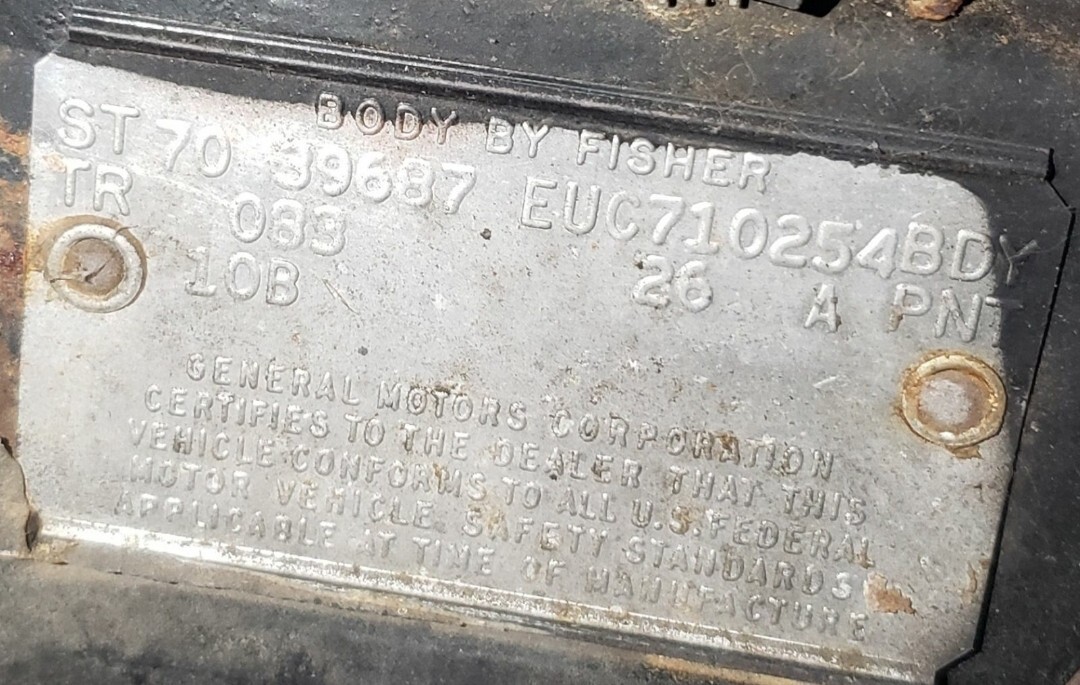 BODY BY FISHER
ST 70 39687 EUC710254BDY
TR 083 26 A PNT
10B
GENERAL MOTORS CORPORATION
CERTIFIES TO THE DEALER THAT THIS
VEHICLE CONFORMS TO ALL U.S. FEDERAL
MOTOR VEHICLE SAFETY STANDARDS
APPLICABLE AT TIME OF MANUFACTURE